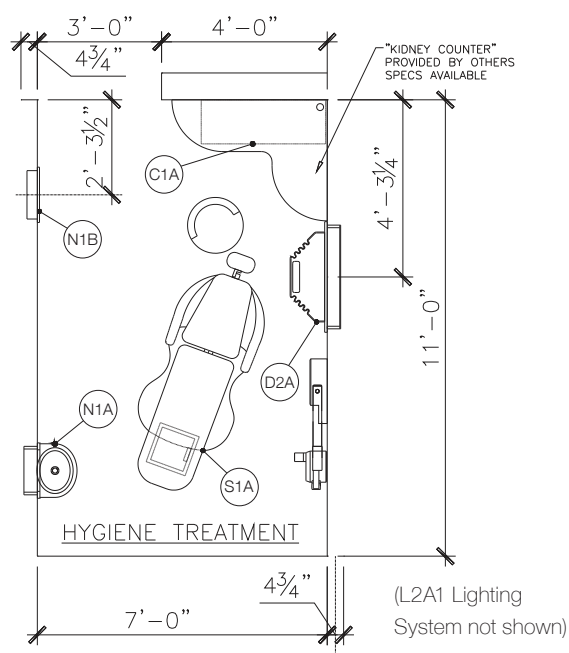 3'-0"
4'-0"
4¾"
"KIDNEY COUNTER"
PROVIDED BY OTHERS
SPECS AVAILABLE
2'-3½"
C1A
4'-3¼"
N1B
11'-0"
D2A
N1A
S1A
HYGIENE TREATMENT
4¾"
7'-0"
(L2A1 Lighting
System not shown)